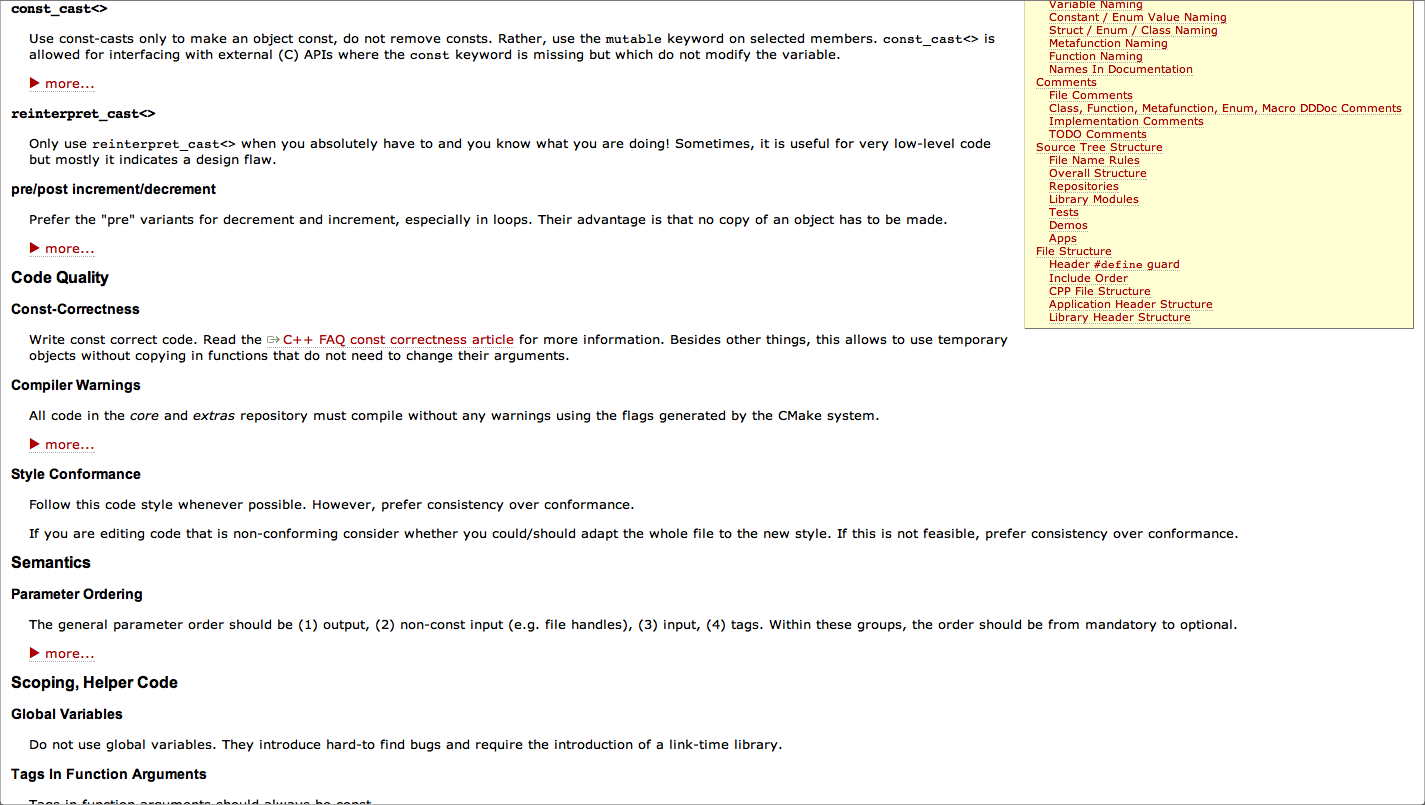 const_cast<>
Use const-casts only to make an object const, do not remove consts. Rather, use the mutable keyword on selected members. const_cast<> is
allowed for interfacing with external (C) APIs where the const keyword is missing but which do not modify the variable.
▶ more...
reinterpret_cast<>
Only use reinterpret_cast<> when you absolutely have to and you know what you are doing! Sometimes, it is useful for very low-level code
but mostly it indicates a design flaw.
pre/post increment/decrement
Prefer the "pre" variants for decrement and increment, especially in loops. Their advantage is that no copy of an object has to be made.
▶ more...
Code Quality
Const-Correctness
Write const correct code. Read the C++ FAQ const correctness article for more information. Besides other things, this allows to use temporary
objects without copying in functions that do not need to change their arguments.
Compiler Warnings
All code in the core and extras repository must compile without any warnings using the flags generated by the CMake system.
▶ more...
Style Conformance
Follow this code style whenever possible. However, prefer consistency over conformance.
If you are editing code that is non-conforming consider whether you could/should adapt the whole file to the new style. If this is not feasible, prefer consistency over conformance.
Semantics
Parameter Ordering
The general parameter order should be (1) output, (2) non-const input (e.g. file handles), (3) input, (4) tags. Within these groups, the order should be from mandatory to optional.
▶ more...
Scoping, Helper Code
Global Variables
Do not use global variables. They introduce hard-to find bugs and require the introduction of a link-time library.
Tags In Function Arguments
Tags in function arguments should always be const.
Variable Naming
Constant / Enum Value Naming
Struct / Enum / Class Naming
Metafunction Naming
Function Naming
Names In Documentation
Comments
File Comments
Class, Function, Metafunction, Enum, Macro DDDoc Comments
Implementation Comments
TODO Comments
Source Tree Structure
File Name Rules
Overall Structure
Repositories
Library Modules
Tests
Demos
Apps
File Structure
Header #define guard
Include Order
CPP File Structure
Application Header Structure
Library Header Structure